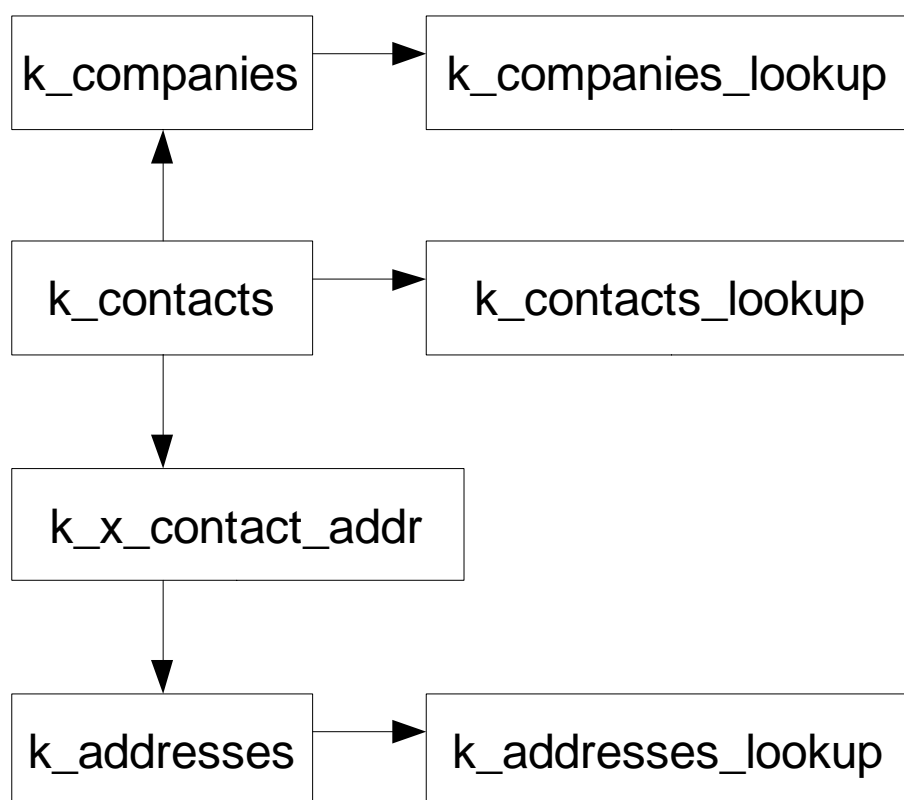 k_companies
k_companies_lookup
k_contacts
k_contacts_lookup
k_x_contact_addr
k_addresses
k_addresses_lookup